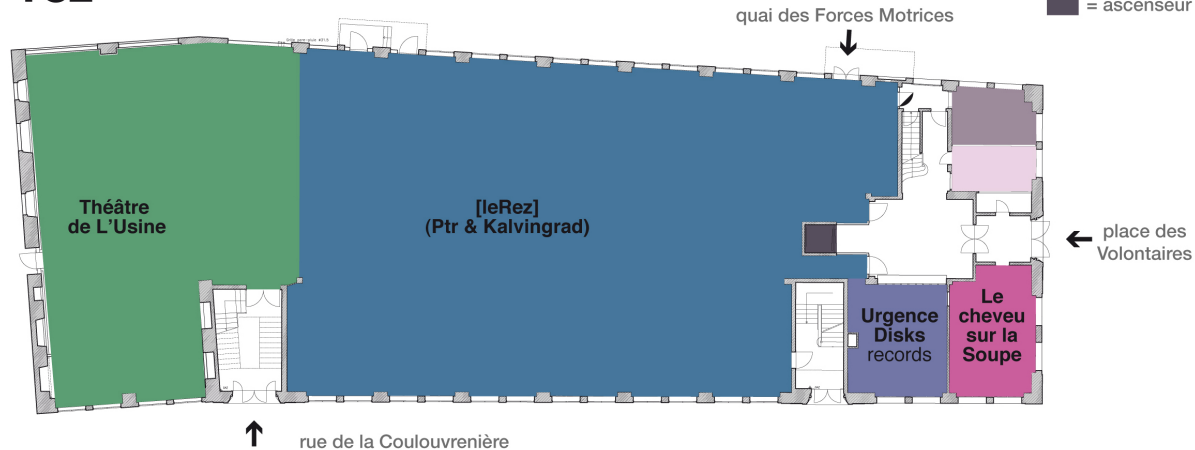 quai des Forces Motrices
= ascenseur
Théâtre
de L'Usine
[leRez]
(Ptr & Kalvingrad)
place des
Volontaires
Urgence
Disks
records
Le
cheveu
sur la
Soupe
rue de la Coulouvrenière